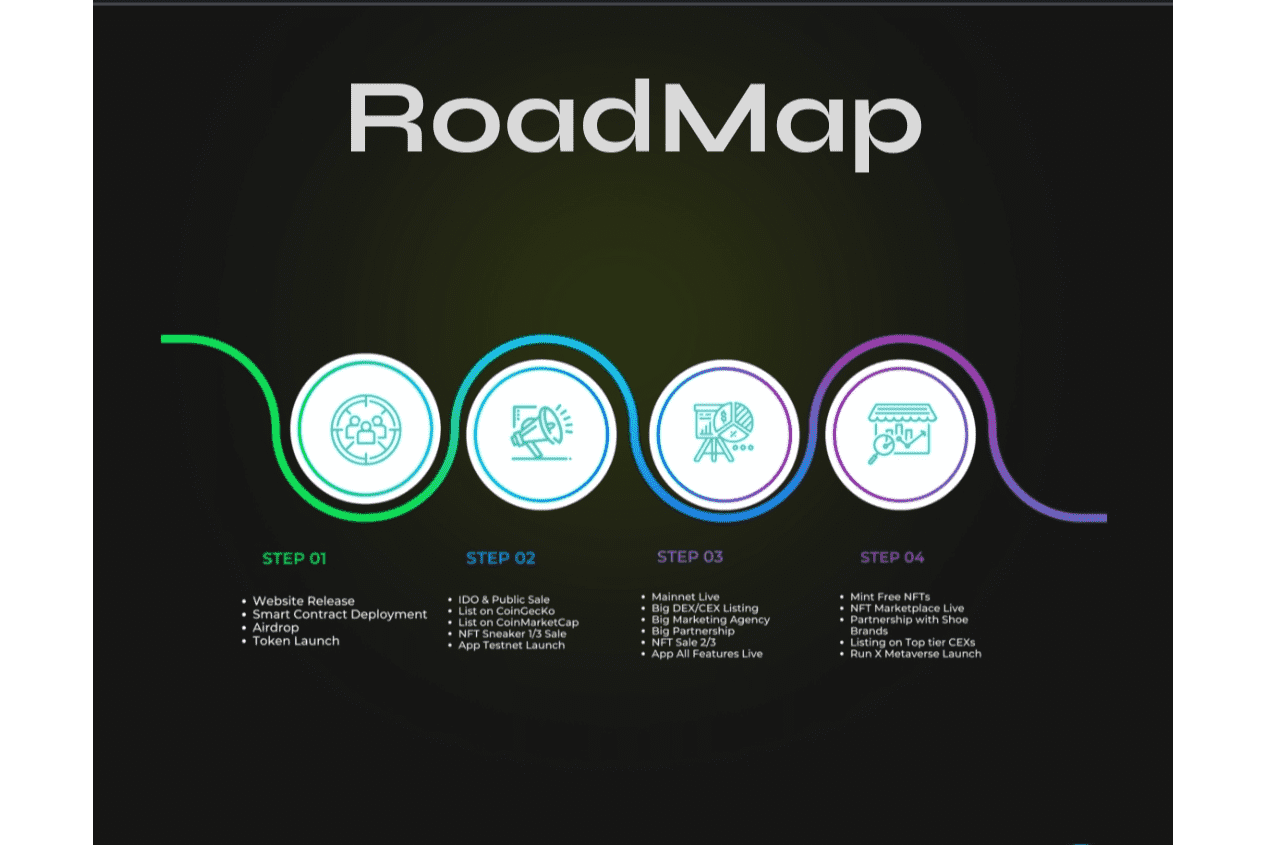 RoadMap
STEP 01
• Website Release
• Smart Contract Deployment
• Airdrop
• Token Launch
STEP 02
• IDO & Public Sale
• List on CoinGecKo
• List on CoinMarketCap
• NFT Sneaker 1/3 Sale
• App Testnet Launch
STEP 03
• Mainnet Live
• Big DEX/CEX Listing
• Big Marketing Agency
• Big Partnership
• NFT Sale 2/3
• App All Features Live
STEP 04
• Mint Free NFTs
• NFT Marketplace Live
• Partnership with Shoe
Brands
• Listing on Top tier CEXs
• Run X Metaverse Launch